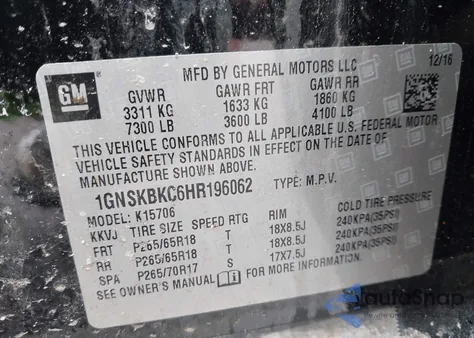 GM
MFD BY GENERAL MOTORS LLC 12/16
GVWR GAWR FRT GAWR RR
3311 KG 1633 KG 1860 KG
7300 LB 3600 LB 4100 LB
THIS VEHICLE CONFORMS TO ALL APPLICABLE U.S. FEDERAL MOTOR
VEHICLE SAFETY STANDARDS IN EFFECT ON THE DATE OF
MANUFACTURE SHOWN ABOVE.
1GNSKBKC6HR196062 TYPE: M.P.V.
MODEL: K15706
KKVJ TIRE SIZE SPEED RTG RIM COLD TIRE PRESSURE
FRT P265/65R18 T 18X8.5J 240KPA(35PSI)
RR P265/65R18 T 18X8.5J 240KPA(35PSI)
SPA P265/70R17 S 17X7.5J 240KPA(35PSI)
SEE OWNER'S MANUAL FOR MORE INFORMATION.
autoSnap